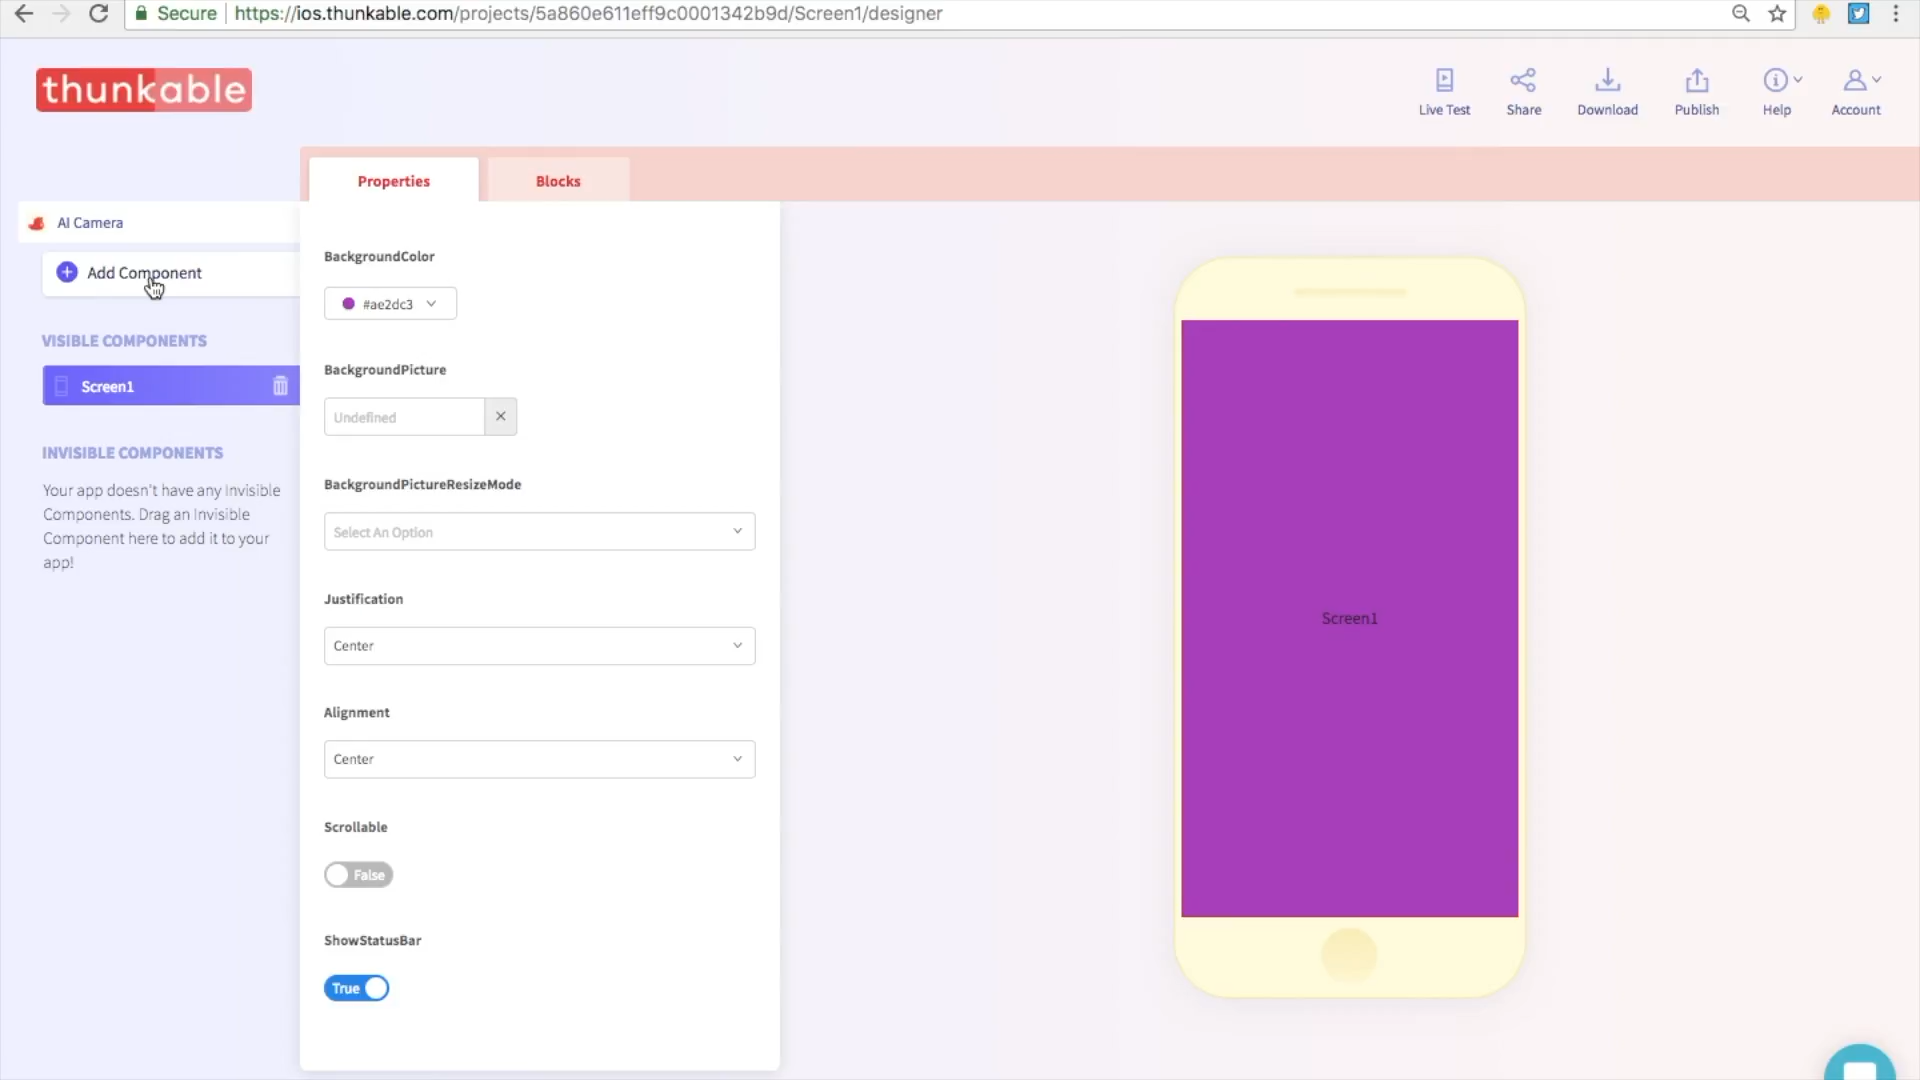 Secure
https://ios.thunkable.com/projects/5a860e611eff9c0001342b9d/Screen1/designer
thunkable
Live Test
Share
Download
Publish
Help
Account
Properties
Blocks
AI Camera
Add Component
VISIBLE COMPONENTS
Screen1
INVISIBLE COMPONENTS
Your app doesn't have any Invisible
Components. Drag an Invisible
Component here to add it to your
app!
BackgroundColor
#ae2dc3
BackgroundPicture
Undefined
BackgroundPictureResizeMode
Select An Option
Justification
Center
Alignment
Center
Scrollable
False
ShowStatusBar
True
Screen1